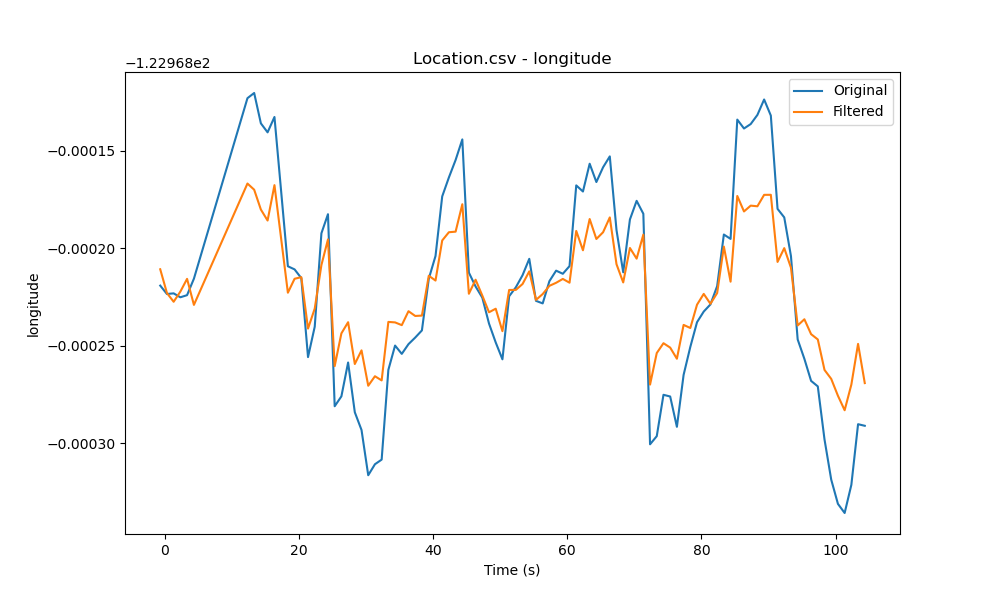 Location.csv - longitude
−1.22968e2
Original
Filtered
−0.00015
−0.00020
−0.00025
−0.00030
longitude
0 20 40 60 80 100
Time (s)